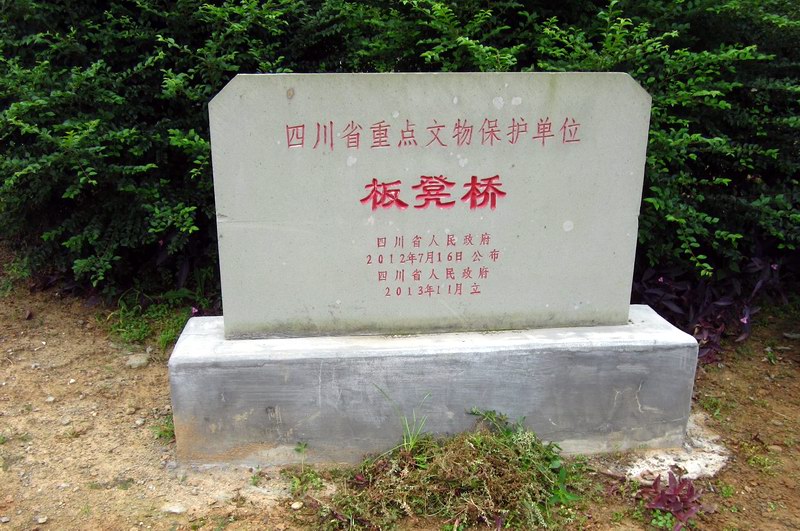 四川省重点文物保护单位
板凳桥
四川省人民政府
2012年7月16日公布
四川省人民政府
2013年11月立